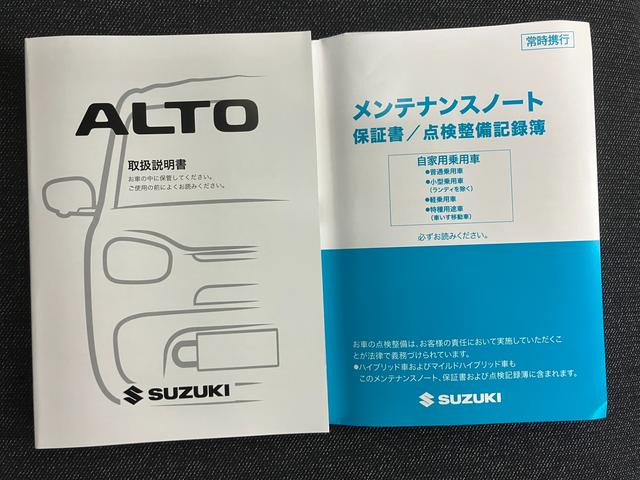 ALTO
取扱説明書
お車の中に保管してください。
ご使用の前によくお読みください。
SUZUKI
常時携行
メンテナンスノート
保証書／点検整備記録簿
自家用乗用車
●普通乗用車
●小型乗用車
（ランディを除く）
●軽乗用車
●特種用途車
（車いす移動車）
必ずお読みください。
お車の点検整備は、お客様の責任において実施していただくこ
とが法律で義務づけられています。
●ハイブリッド車およびマイルドハイブリッド車も
このメンテナンスノート、保証書および点検記録簿に含まれます。
SUZUKI